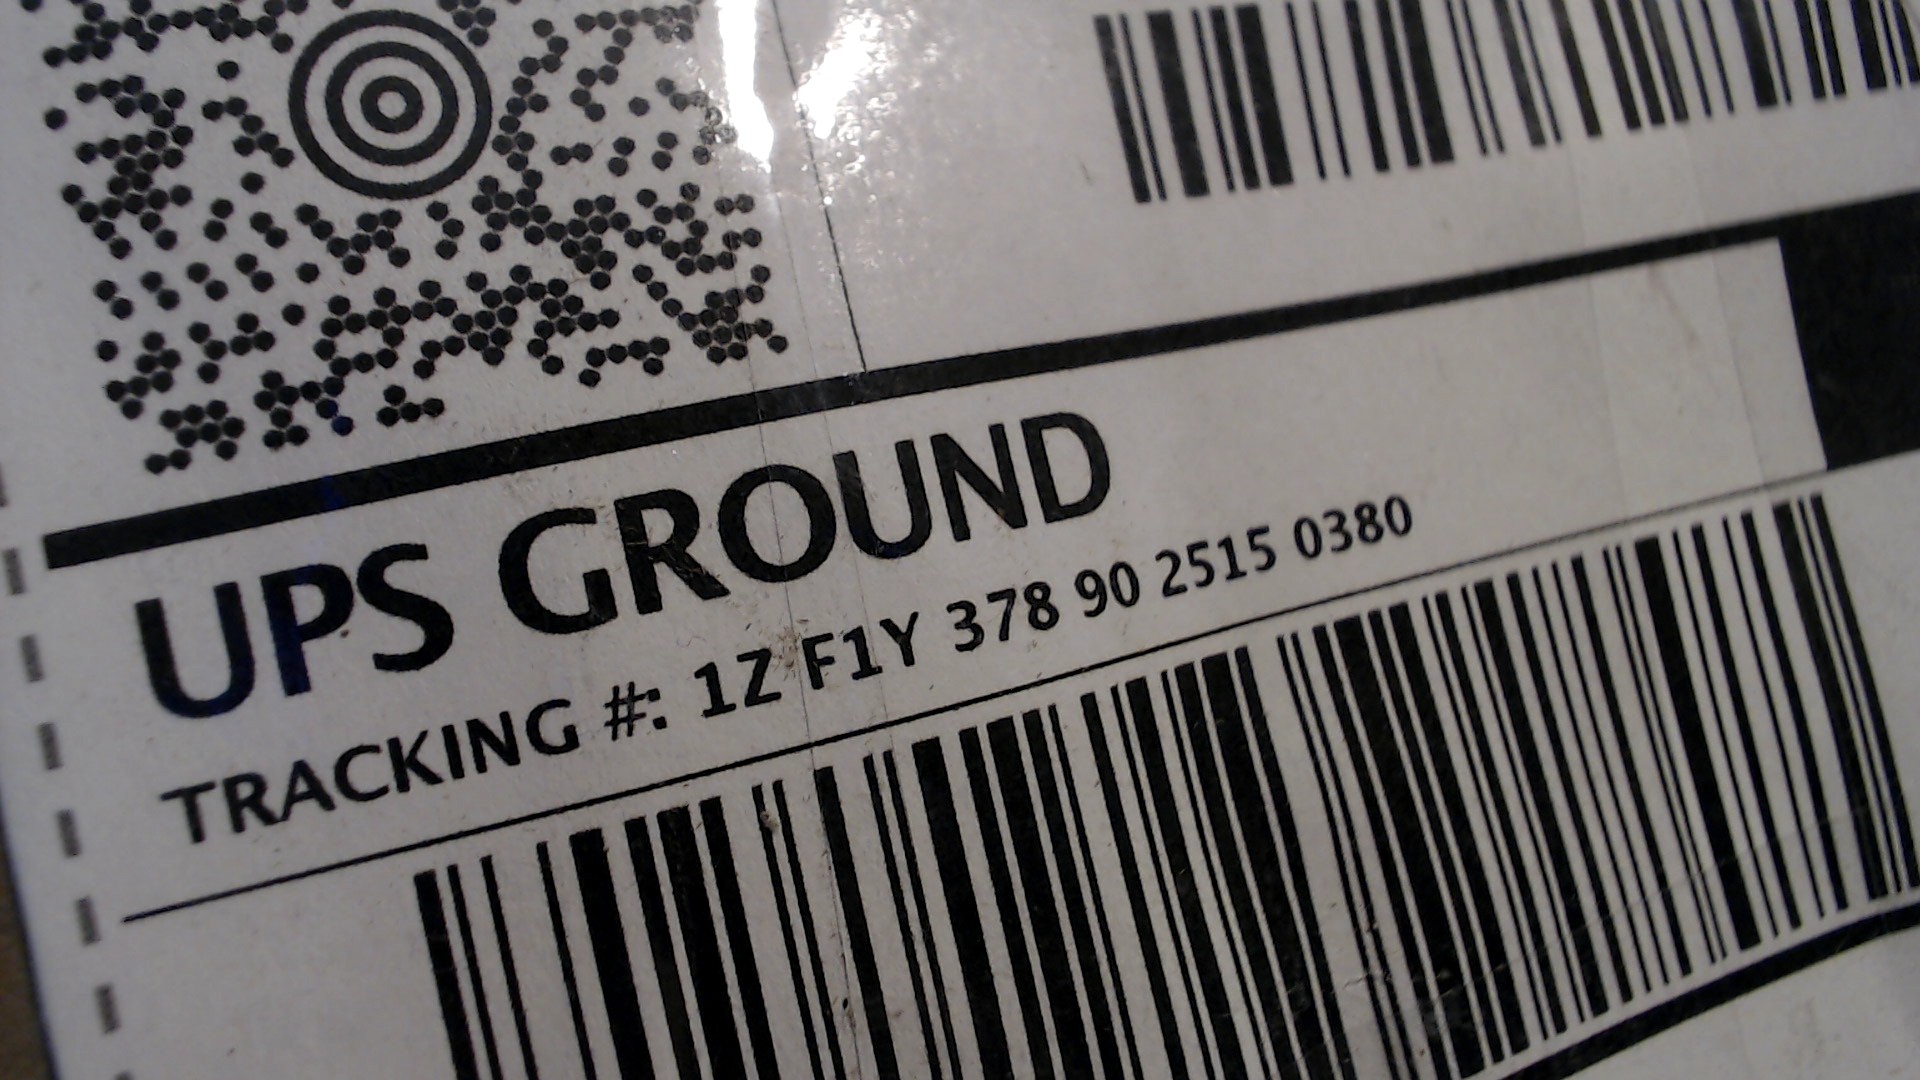 UPS GROUND
TRACKING #: 1Z F1Y 378 90 2515 0380